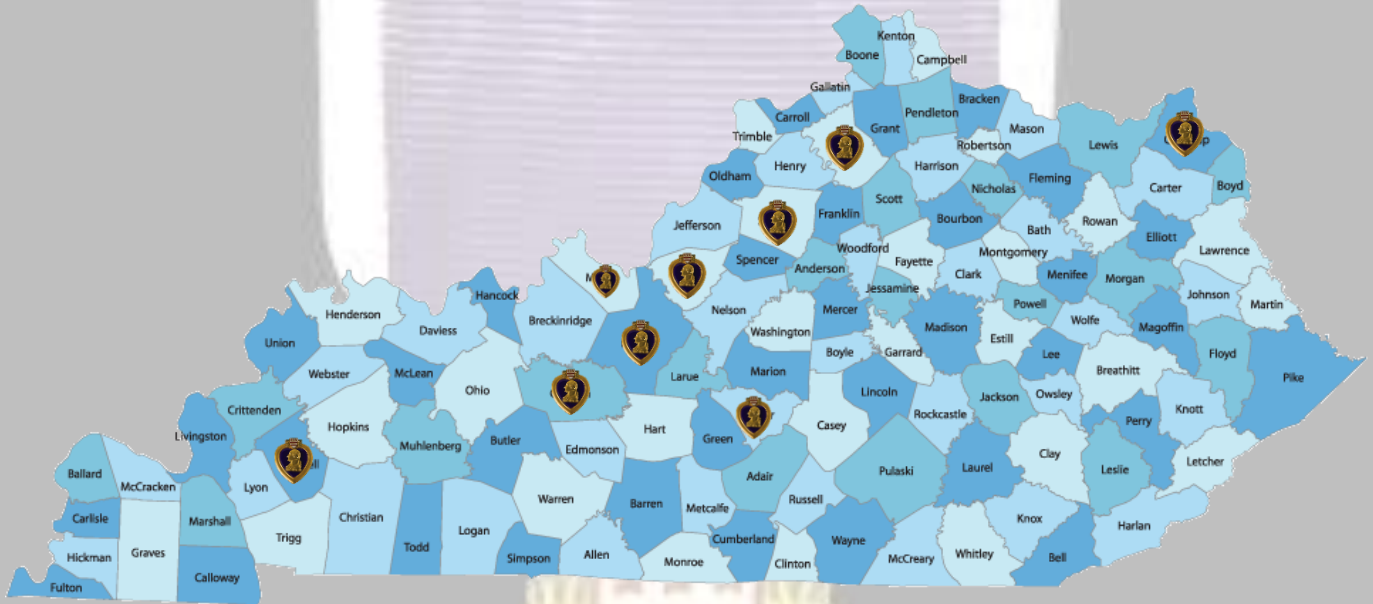 Kenton
Boone
Campbell
Gallatin
Bracken
Carroll
Pendleton
Grant
Mason
Trimble
Robertson
Lewis
Henry
Harrison
Oldham
Fleming
Nicholas
Carter
Boyd
Scott
Franklin
Bourbon
Rowan
Jefferson
Bath
Elliott
Woodford
Montgomery
Lawrence
Spencer
Fayette
Anderson
Clark
Menifee
Morgan
Jessamine
Johnson
Martin
Hancock
Powell
Nelson
Mercer
Henderson
Breckinridge
Wolfe
Daviess
Washington
Madison
Magoffin
Estill
Union
Boyle
Garrard
Lee
Floyd
Marion
Breathitt
Webster
McLean
Larue
Pike
Ohio
Lincoln
Owsley
Jackson
Crittenden
Knott
Rockcastle
Perry
Hopkins
Casey
Hart
Livingston
Green
Butler
Muhlenberg
Edmonson
Clay
Letcher
Ballard
Laurel
Leslie
Pulaski
Adair
McCracken
Lyon
Warren
Russell
Barren
Metcalfe
Carlisle
Christian
Marshall
Knox
Harlan
Logan
Trigg
Cumberland
Wayne
Todd
Graves
Allen
Whitley
Hickman
Simpson
McCreary
Bell
Monroe
Clinton
Calloway
Fulton